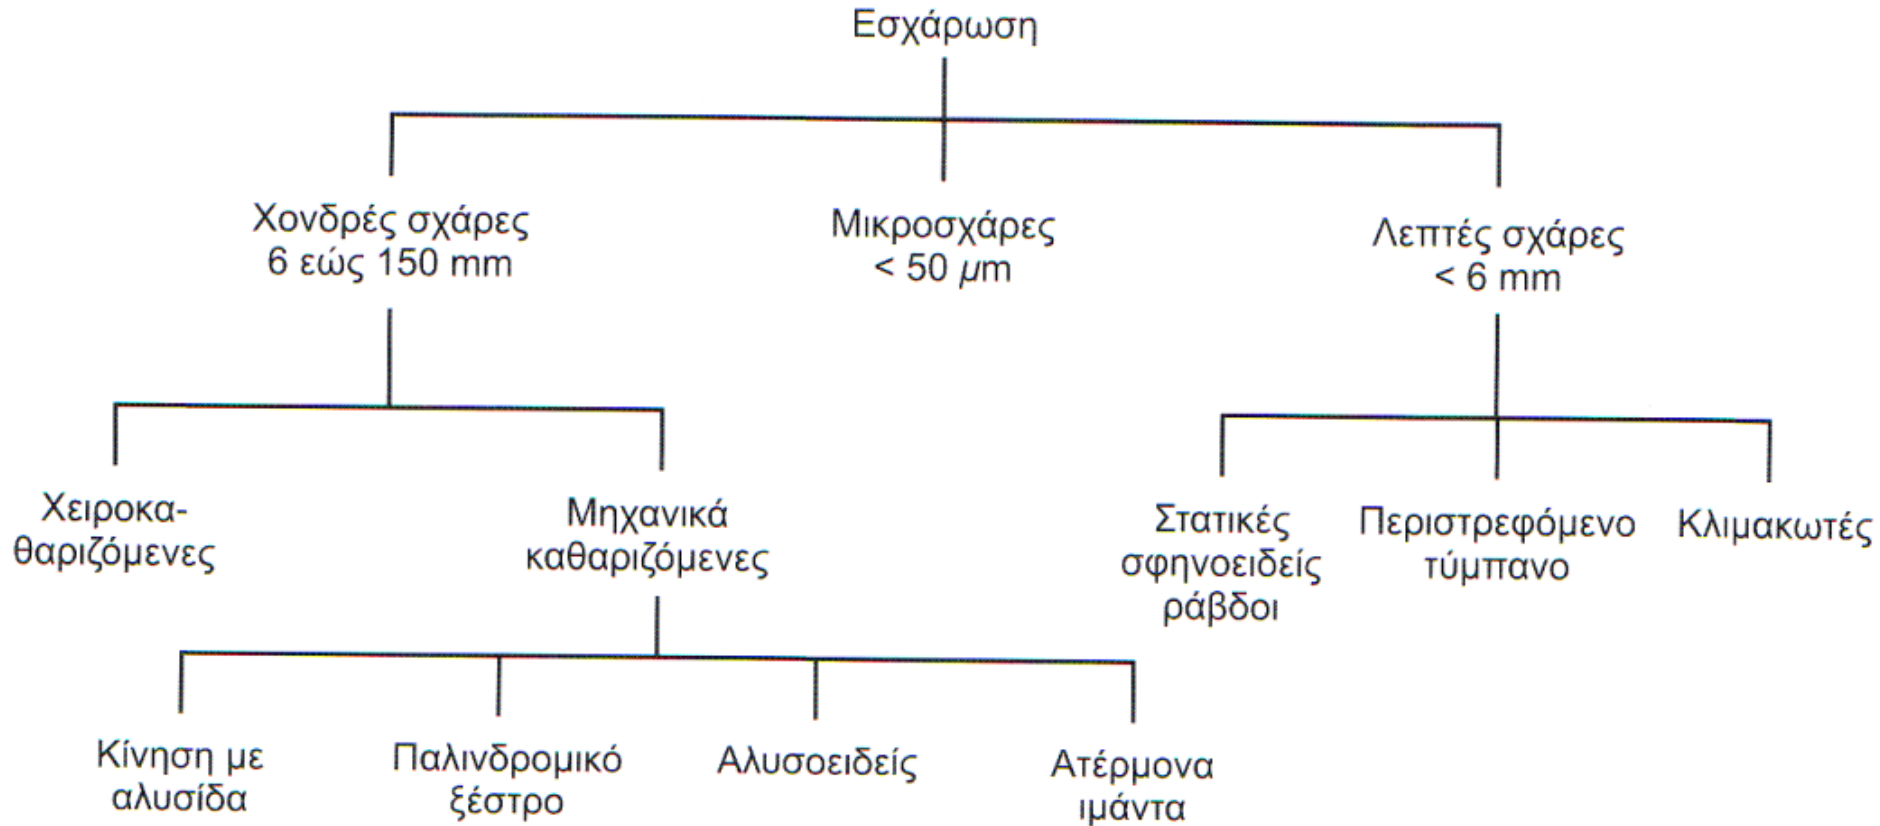 Εσχάρωση
Χονδρές σχάρες
6 εώς 150 mm
Μικροσχάρες
< 50 μm
Λεπτές σχάρες
< 6 mm
Χειροκα-
θαριζόμενες
Μηχανικά
καθαριζόμενες
Στατικές
σφηνοειδείς
ράβδοι
Περιστρεφόμενο
τύμπανο
Κλιμακωτές
Κίνηση με
αλυσίδα
Παλινδρομικό
ξέστρο
Αλυσοειδείς
Ατέρμονα
ιμάντα